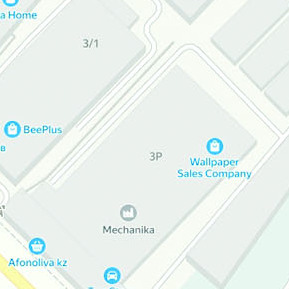 a Home
3/1
BeePlus
3P
Wallpaper
Sales Company
Mechanika
Afonoliva kz